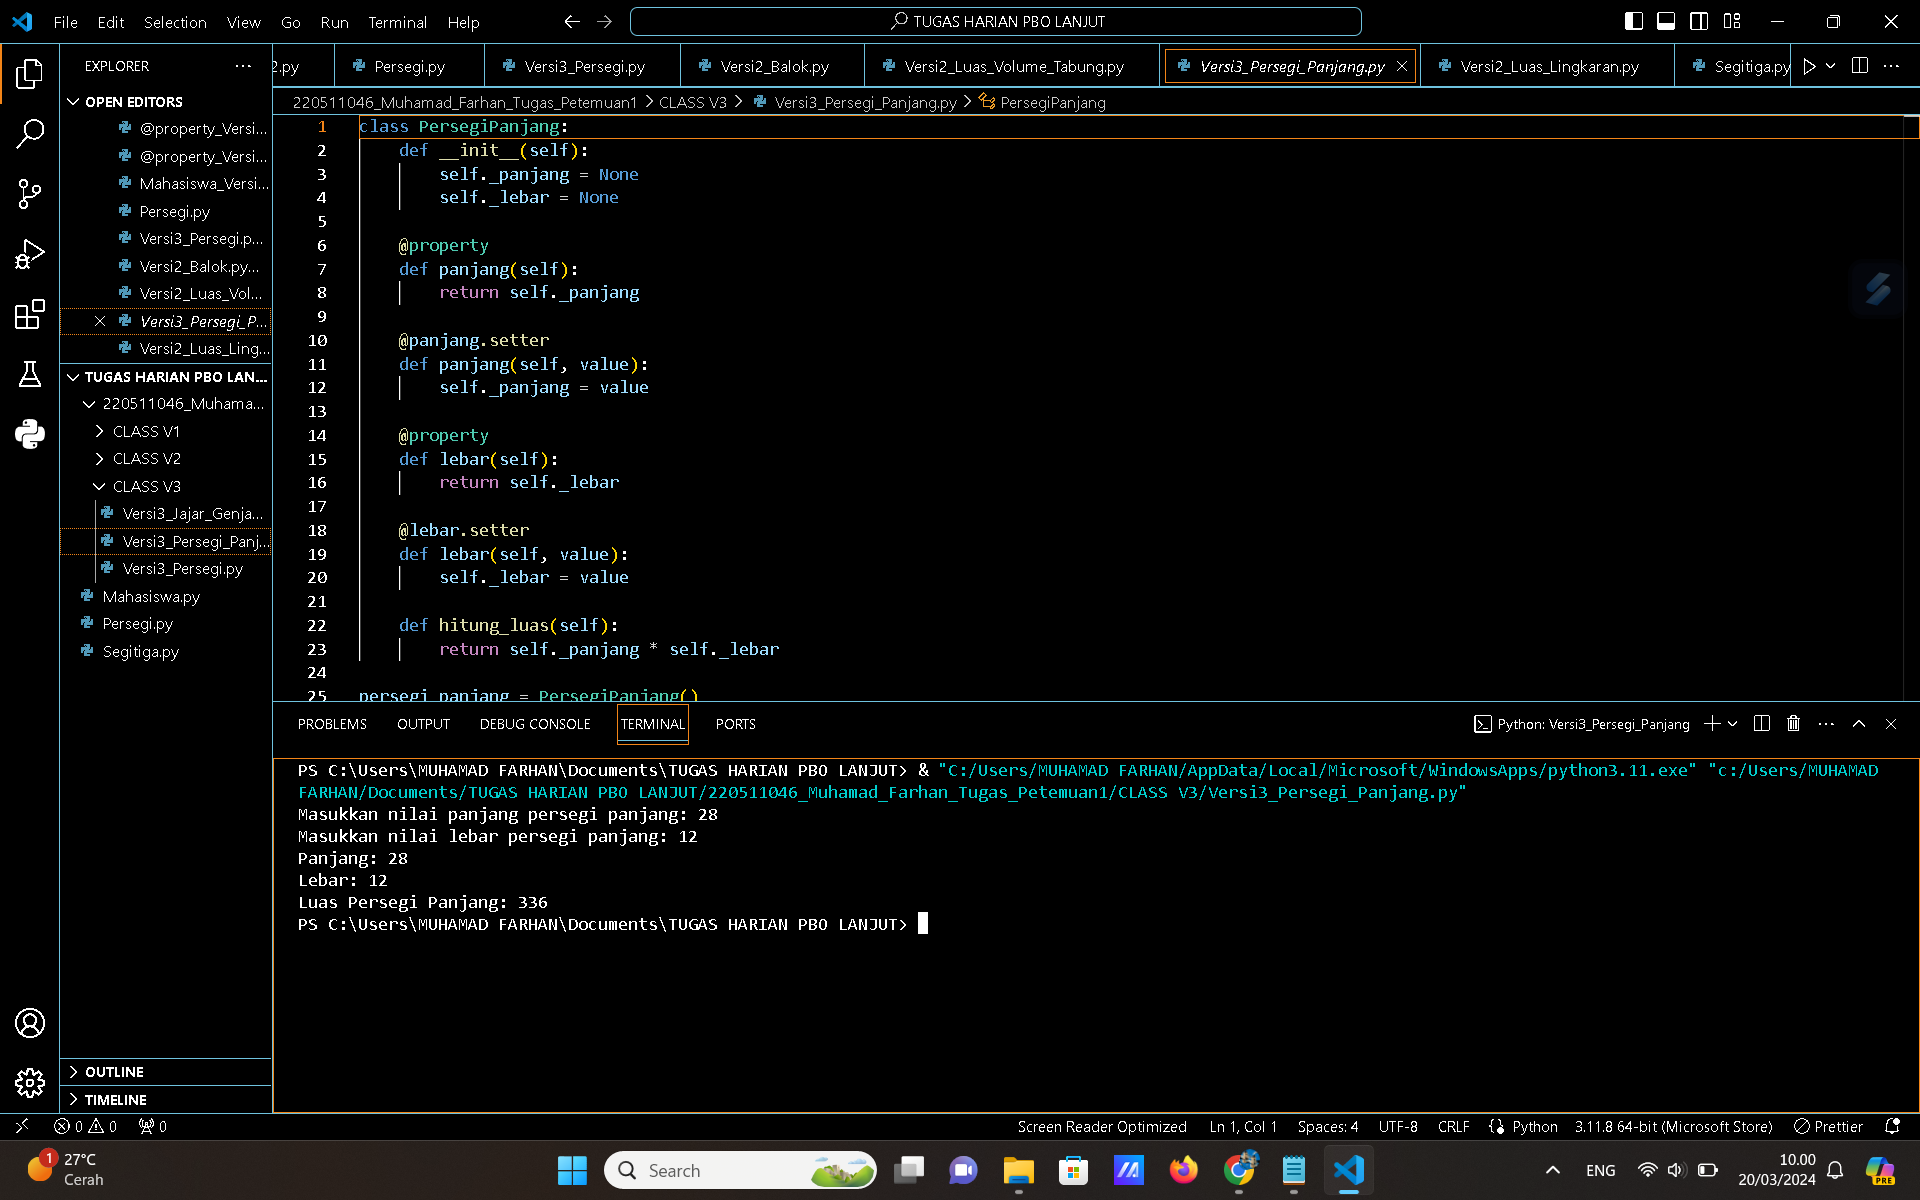 File Edit Selection View Go Run Terminal Help
TUGAS HARIAN PBO LANJUT
EXPLORER
2.py Persegi.py Versi3_Persegi.py Versi2_Balok.py Versi2_Luas_Volume_Tabung.py Versi3_Persegi_Panjang.py Versi2_Luas_Lingkaran.py Segitiga.py
220511046_Muhamad_Farhan_Tugas_Petemuan1 > CLASS V3 > Versi3_Persegi_Panjang.py > PersegiPanjang
OPEN EDITORS
@property_Versi...
@property_Versi...
Mahasiswa_Versi...
Persegi.py
Versi3_Persegi.p...
Versi2_Balok.py...
Versi2_Luas_Vol...
Versi3_Persegi_P...
Versi2_Luas_Ling...
TUGAS HARIAN PBO LAN...
220511046_Muhama...
CLASS V1
CLASS V2
CLASS V3
Versi3_Jajar_Genja...
Versi3_Persegi_Panj...
Versi3_Persegi.py
Mahasiswa.py
Persegi.py
Segitiga.py
OUTLINE
TIMELINE
1 class PersegiPanjang:
2 def __init__(self):
3 self._panjang = None
4 self._lebar = None
5
6 @property
7 def panjang(self):
8 return self._panjang
9
10 @panjang.setter
11 def panjang(self, value):
12 self._panjang = value
13
14 @property
15 def lebar(self):
16 return self._lebar
17
18 @lebar.setter
19 def lebar(self, value):
20 self._lebar = value
21
22 def hitung_luas(self):
23 return self._panjang * self._lebar
24
25 persegi_panjang = PersegiPanjang()
PROBLEMS OUTPUT DEBUG CONSOLE TERMINAL PORTS
Python: Versi3_Persegi_Panjang
PS C:\Users\MUHAMAD FARHAN\Documents\TUGAS HARIAN PBO LANJUT> & "C:/Users/MUHAMAD FARHAN/AppData/Local/Microsoft/WindowsApps/python3.11.exe" "c:/Users/MUHAMAD
FARHAN/Documents/TUGAS HARIAN PBO LANJUT/220511046_Muhamad_Farhan_Tugas_Petemuan1/CLASS V3/Versi3_Persegi_Panjang.py"
Masukkan nilai panjang persegi panjang: 28
Masukkan nilai lebar persegi panjang: 12
Panjang: 28
Lebar: 12
Luas Persegi Panjang: 336
PS C:\Users\MUHAMAD FARHAN\Documents\TUGAS HARIAN PBO LANJUT>
0 0 0
Screen Reader Optimized Ln 1, Col 1 Spaces: 4 UTF-8 CRLF Python 3.11.8 64-bit (Microsoft Store) Prettier
1
27°C
Cerah
Search
ENG
10.00
20/03/2024
PRE